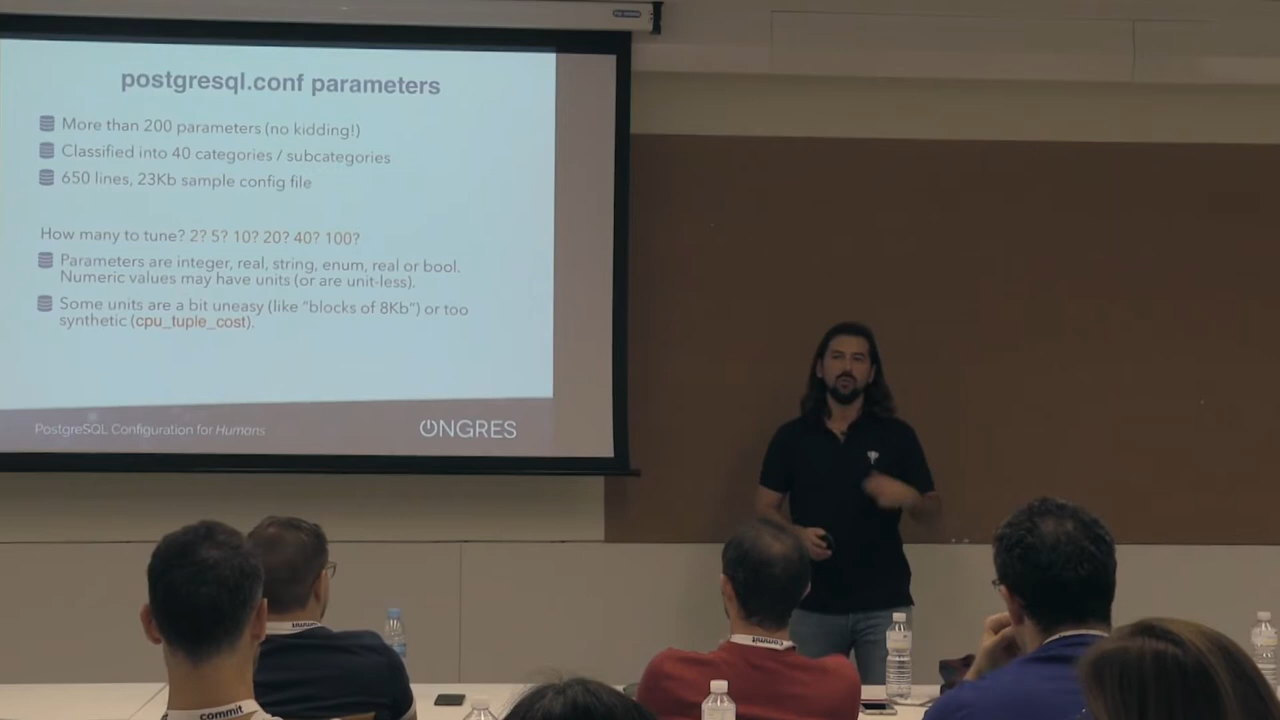 postgresql.conf parameters
More than 200 parameters (no kidding!)
Classified into 40 categories / subcategories
650 lines, 23Kb sample config file
How many to tune? 2? 5? 10? 20? 40? 100?
Parameters are integer, real, string, enum, real or bool.
Numeric values may have units (or are unit-less).
Some units are a bit uneasy (like "blocks of 8Kb") or too
synthetic (cpu_tuple_cost).
PostgreSQL Configuration for Humans
ONGRES
commit
commit